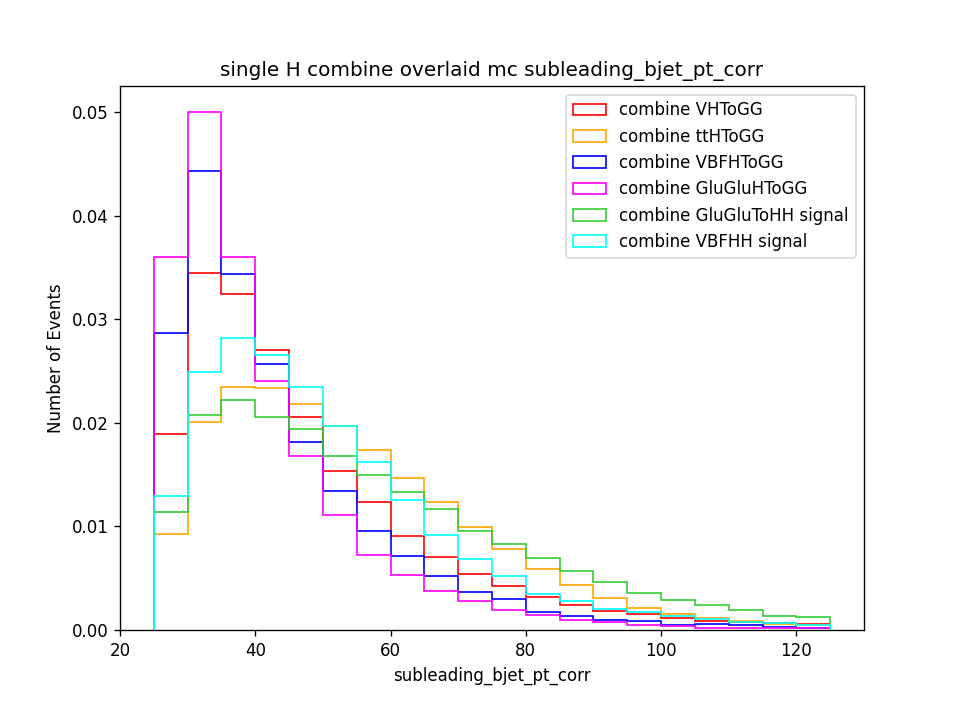 single H combine overlaid mc subleading_bjet_pt_corr
combine VHToGG
combine ttHToGG
combine VBFHToGG
combine GluGluHToGG
combine GluGluToHH signal
combine VBFHH signal
Number of Events
0.05
0.04
0.03
0.02
0.01
0.00
20
40
60
80
100
120
subleading_bjet_pt_corr